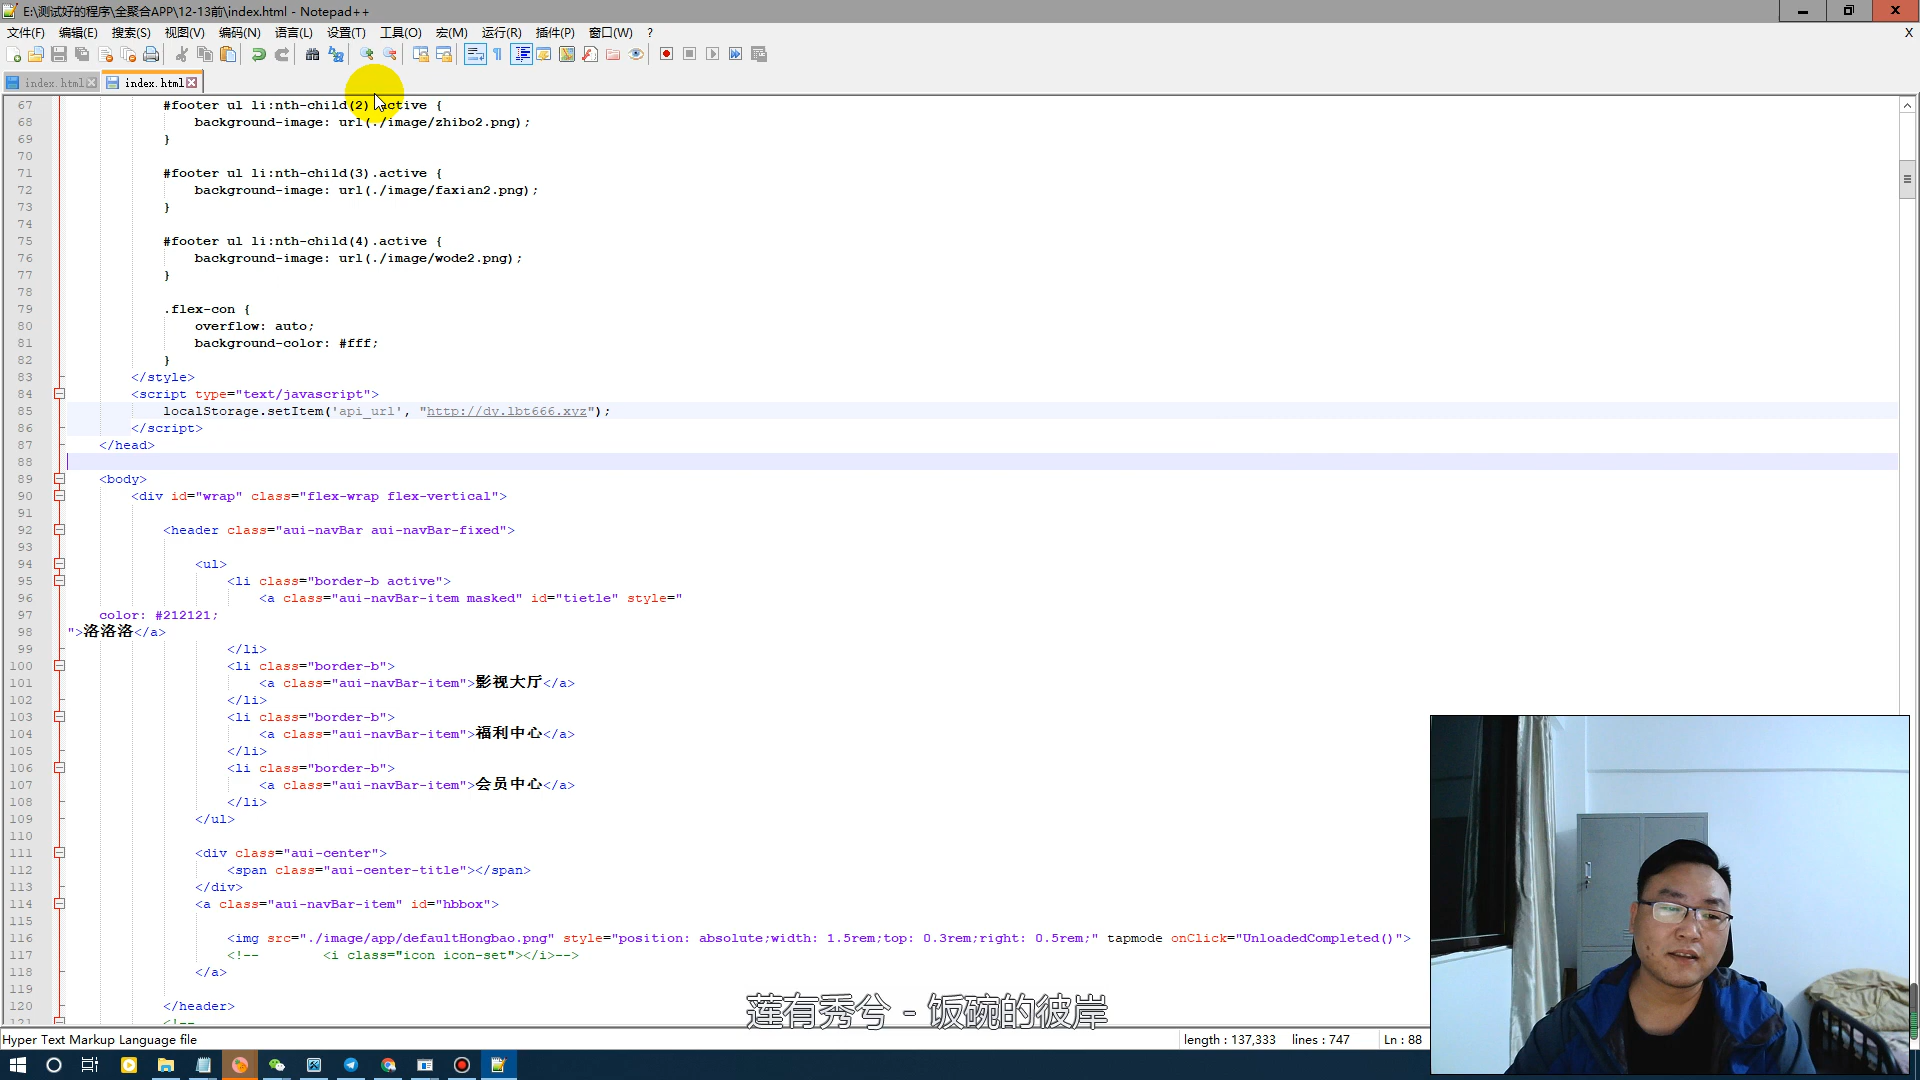 E:\测试好的程序\全聚合APP\12-13前\index.html - Notepad++
文件(F) 编辑(E) 搜索(S) 视图(V) 编码(N) 语言(L) 设置(T) 工具(O) 宏(M) 运行(R) 插件(P) 窗口(W) ? X
index.html index.html
67 #footer ul li:nth-child(2).active {
68 background-image: url(./image/zhibo2.png);
69 }
70
71 #footer ul li:nth-child(3).active {
72 background-image: url(./image/faxian2.png);
73 }
74
75 #footer ul li:nth-child(4).active {
76 background-image: url(./image/wode2.png);
77 }
78
79 .flex-con {
80 overflow: auto;
81 background-color: #fff;
82 }
83 </style>
84 <script type="text/javascript">
85 localStorage.setItem('api_url', "http://dy.lbt666.xyz");
86 </script>
87 </head>
88
89 <body>
90 <div id="wrap" class="flex-wrap flex-vertical">
91
92 <header class="aui-navBar aui-navBar-fixed">
93
94 <ul>
95 <li class="border-b active">
96 <a class="aui-navBar-item masked" id="tietle" style="
97 color: #212121;
98 ">洛洛洛</a>
99 </li>
100 <li class="border-b">
101 <a class="aui-navBar-item">影视大厅</a>
102 </li>
103 <li class="border-b">
104 <a class="aui-navBar-item">福利中心</a>
105 </li>
106 <li class="border-b">
107 <a class="aui-navBar-item">会员中心</a>
108 </li>
109 </ul>
110
111 <div class="aui-center">
112 <span class="aui-center-title"></span>
113 </div>
114 <a class="aui-navBar-item" id="hbbox">
115
116 <img src="./image/app/defaultHongbao.png" style="position: absolute;width: 1.5rem;top: 0.3rem;right: 0.5rem;" tapmode onClick="UnloadedCompleted()">
117 <!-- <i class="icon icon-set"></i>-->
118 </a>
119
120 </header>
121 <!--
莲有秀兮 - 饭碗的彼岸
Hyper Text Markup Language file length : 137,333 lines : 747 Ln : 88